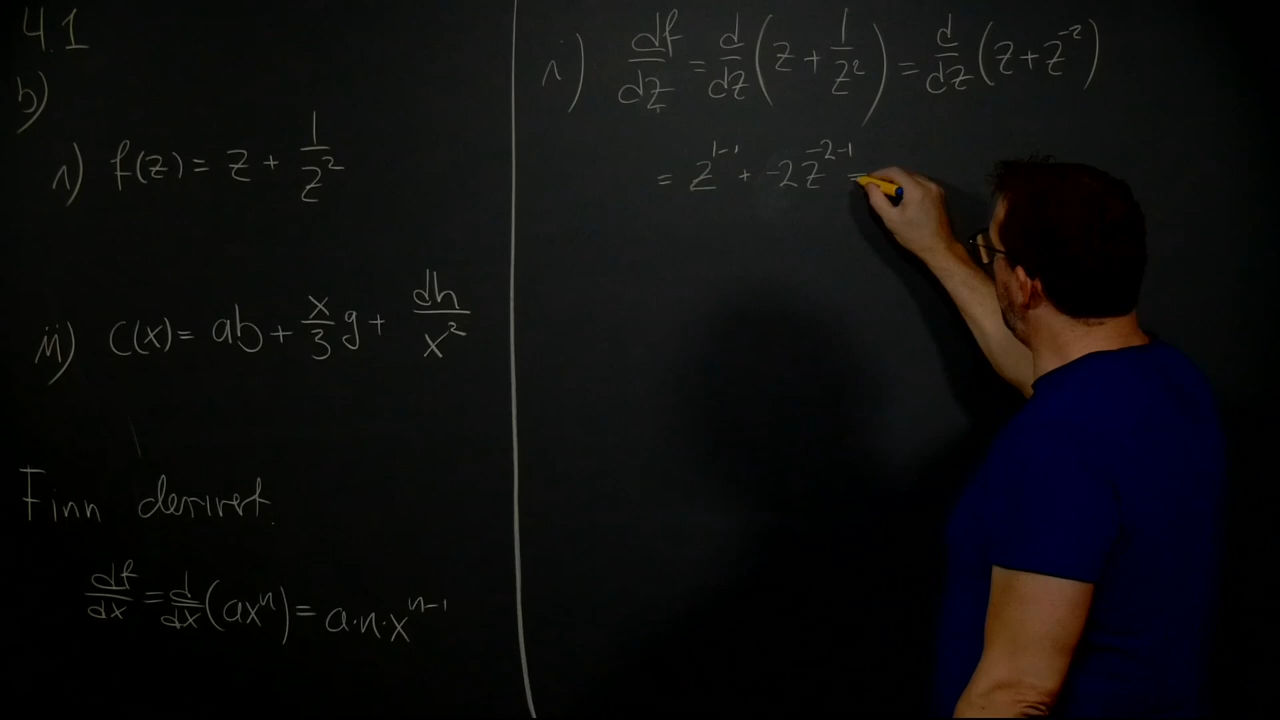 4.1
b)
i) f(z) = z + 1/z²
ii) C(x) = ab + x/3 g + dh/x²
Finn derivert.
df/dx = d/dx (axⁿ) = a·n·xⁿ⁻¹
i) df/dz = d/dz (z + 1/z²) = d/dz (z + z⁻²)
= z¹⁻¹ + -2z⁻²⁻¹ =